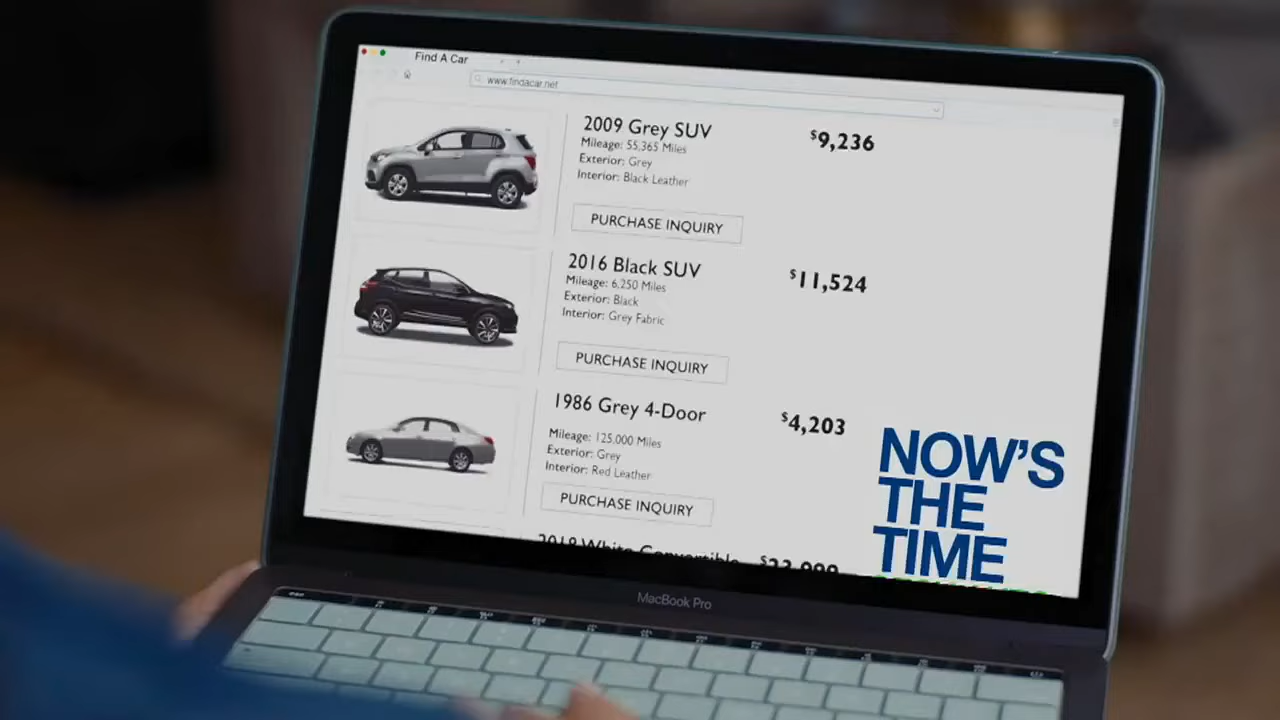 Find A Car
www.findacar.net
2009 Grey SUV
$9,236
Mileage: 55,365 Miles
Exterior: Grey
Interior: Black Leather
PURCHASE INQUIRY
2016 Black SUV
$11,524
Mileage: 6,250 Miles
Exterior: Black
Interior: Grey Fabric
PURCHASE INQUIRY
1986 Grey 4-Door
$4,203
Mileage: 125,000 Miles
Exterior: Grey
Interior: Red Leather
PURCHASE INQUIRY
White Convertible
NOW'S
THE
TIME
MacBook Pro